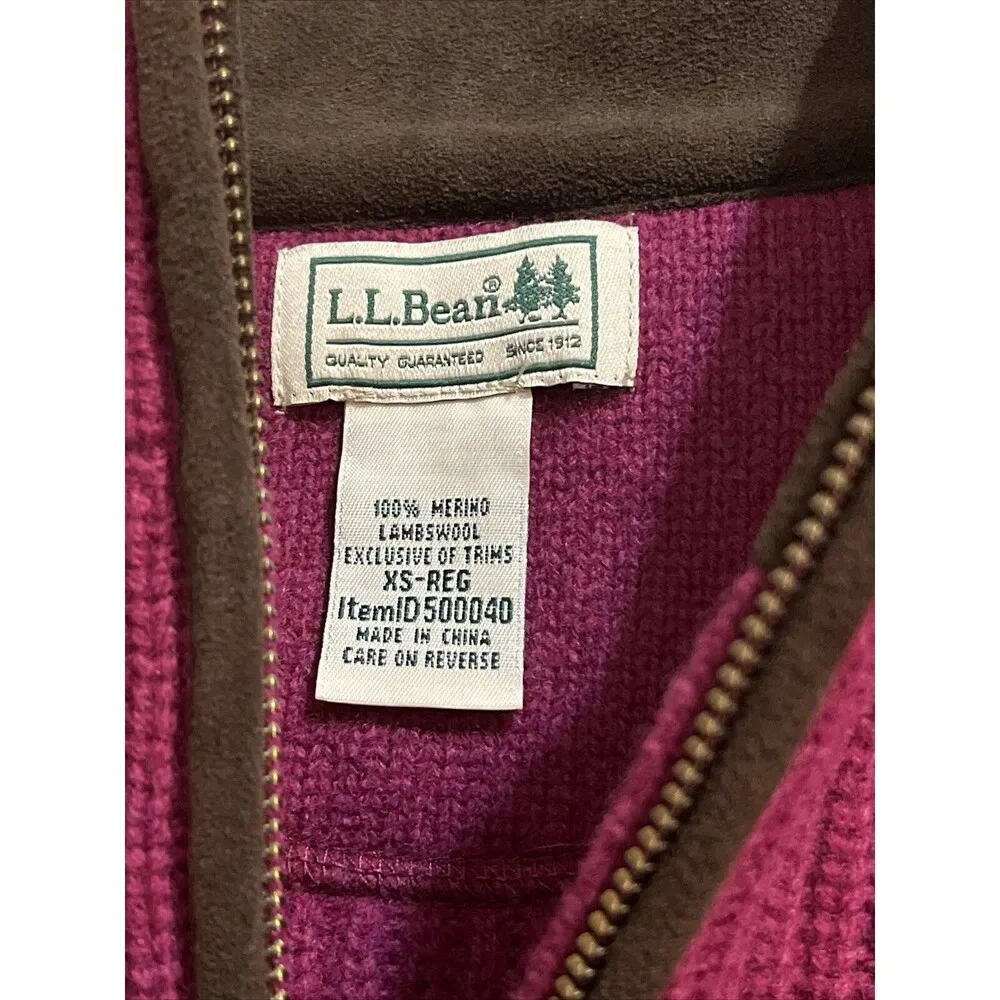 L.L.Bean®
QUALITY GUARANTEED SINCE 1912
100% MERINO
LAMBSWOOL
EXCLUSIVE OF TRIMS
XS-REG
ItemID500040
MADE IN CHINA
CARE ON REVERSE